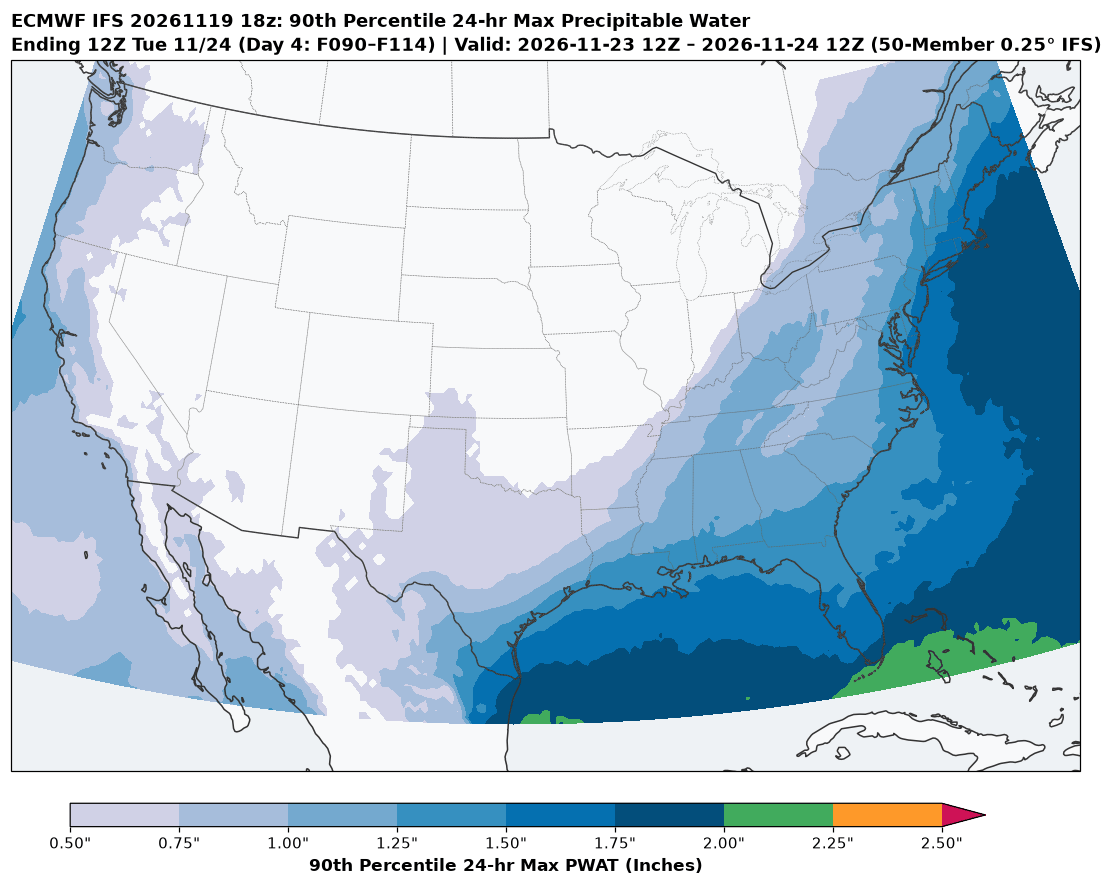 ECMWF IFS 20261119 18z: 90th Percentile 24-hr Max Precipitable Water
Ending 12Z Tue 11/24 (Day 4: F090–F114) | Valid: 2026-11-23 12Z – 2026-11-24 12Z (50-Member 0.25° IFS)
0.50" 0.75" 1.00" 1.25" 1.50" 1.75" 2.00" 2.25" 2.50"
90th Percentile 24-hr Max PWAT (Inches)